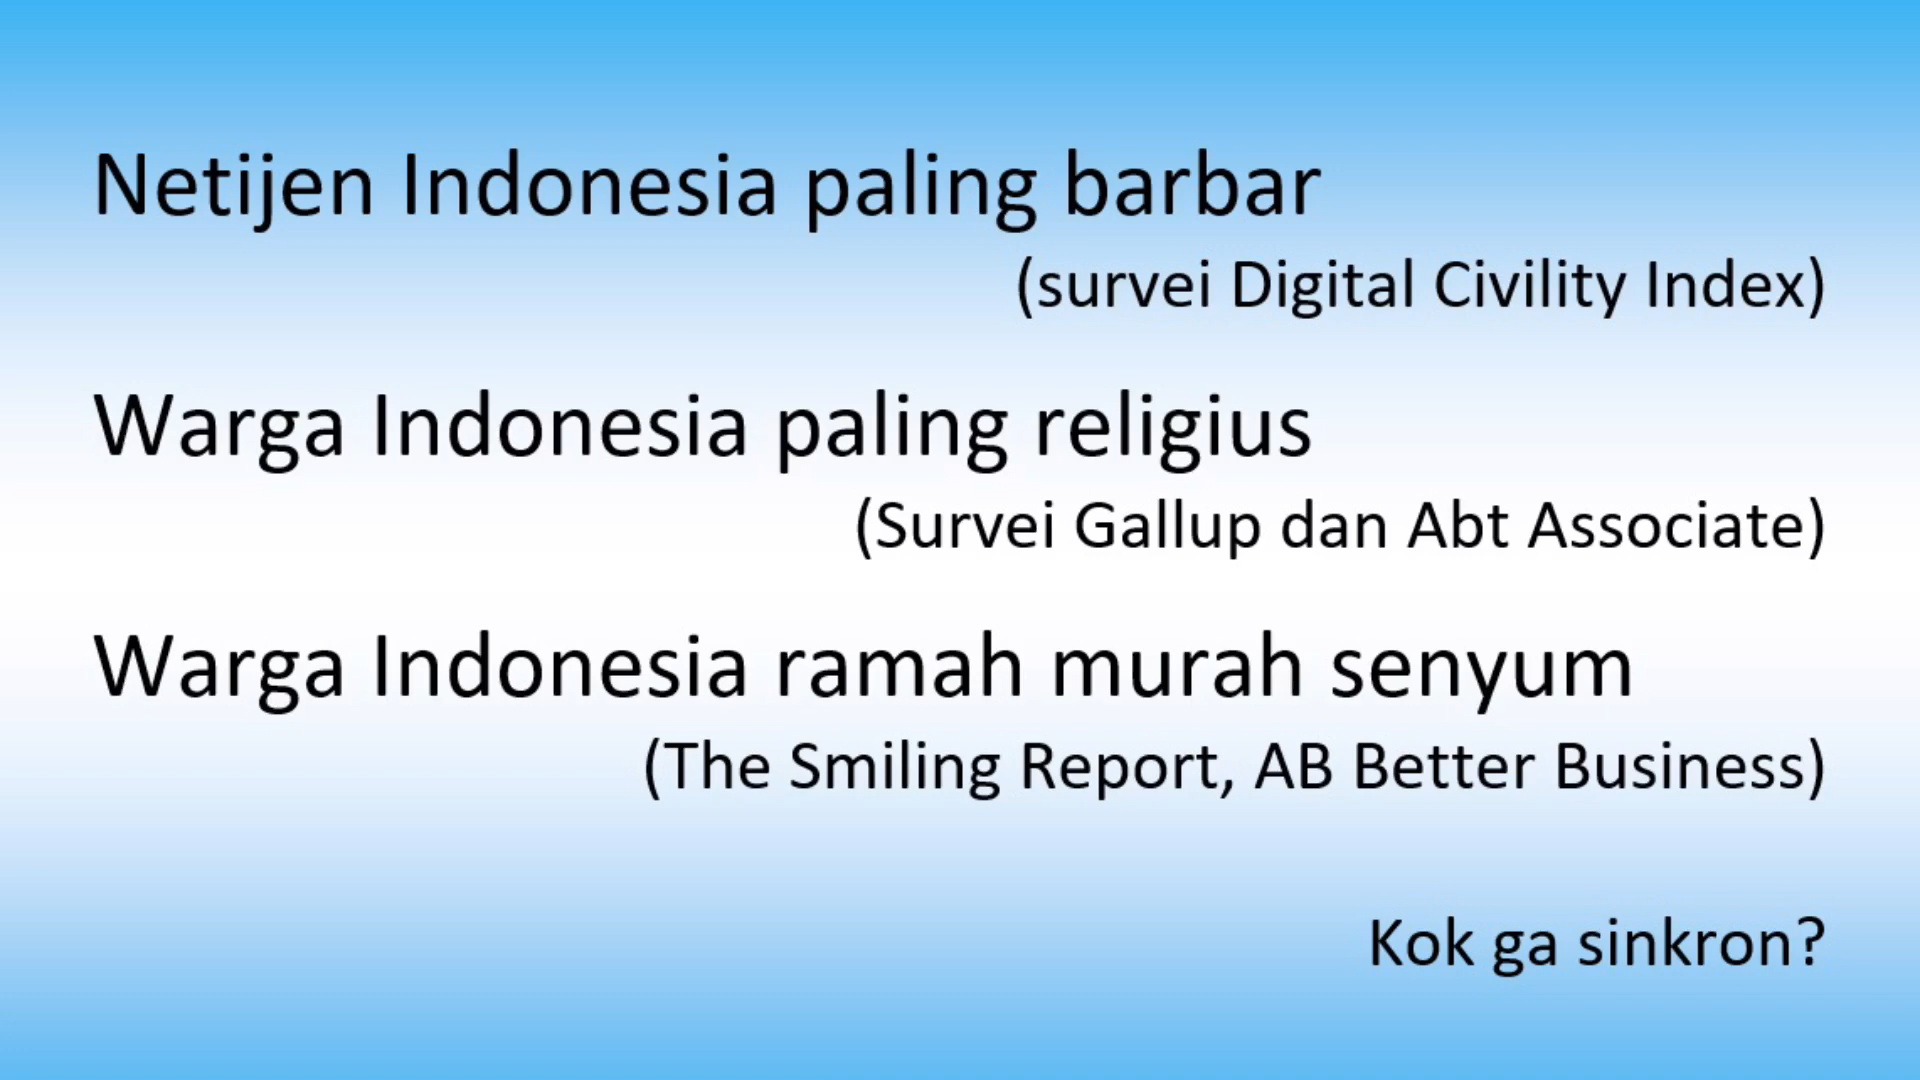 Netijen Indonesia paling barbar
(survei Digital Civility Index)
Warga Indonesia paling religius
(Survei Gallup dan Abt Associate)
Warga Indonesia ramah murah senyum
(The Smiling Report, AB Better Business)
Kok ga sinkron?